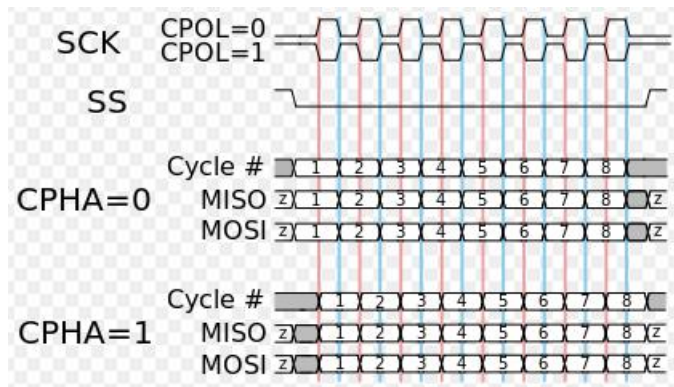 SCK CPOL=0
CPOL=1
SS
Cycle # 1 2 3 4 5 6 7 8
CPHA=0 MISO z 1 2 3 4 5 6 7 8 z
MOSI z 1 2 3 4 5 6 7 8 z
Cycle # 1 2 3 4 5 6 7 8
CPHA=1 MISO z 1 2 3 4 5 6 7 8 z
MOSI z 1 2 3 4 5 6 7 8 z